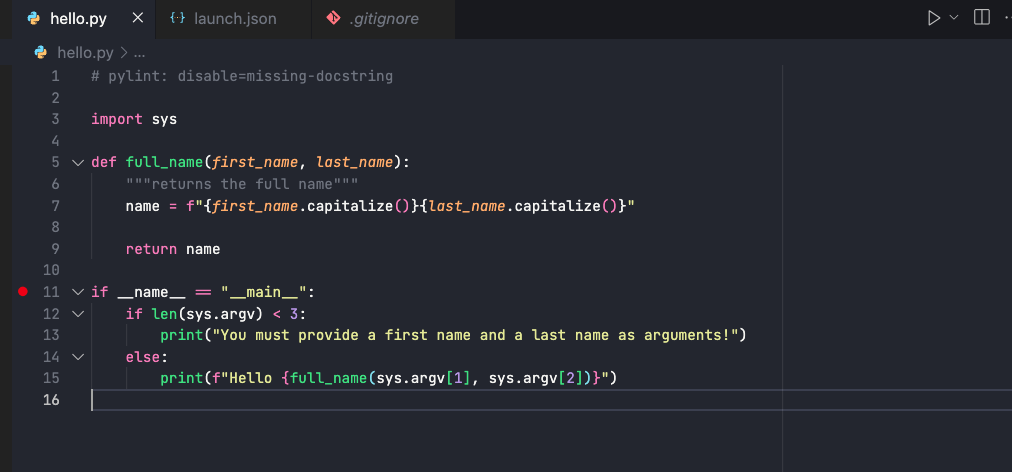 hello.py
launch.json
.gitignore
hello.py > ...
1 # pylint: disable=missing-docstring
2
3 import sys
4
5 def full_name(first_name, last_name):
6 """returns the full name"""
7 name = f"{first_name.capitalize()}{last_name.capitalize()}"
8
9 return name
10
11 if __name__ == "__main__":
12 if len(sys.argv) < 3:
13 print("You must provide a first name and a last name as arguments!")
14 else:
15 print(f"Hello {full_name(sys.argv[1], sys.argv[2])}")
16